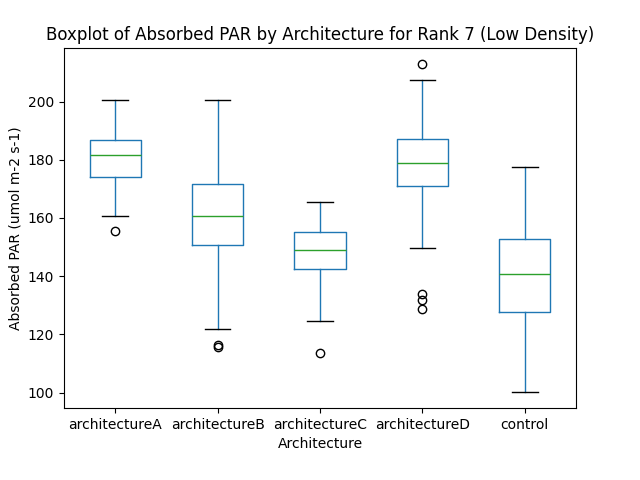 Boxplot of Absorbed PAR by Architecture for Rank 7 (Low Density)
Absorbed PAR (umol m-2 s-1)
200
180
160
140
120
100
architectureA architectureB architectureC architectureD control
Architecture